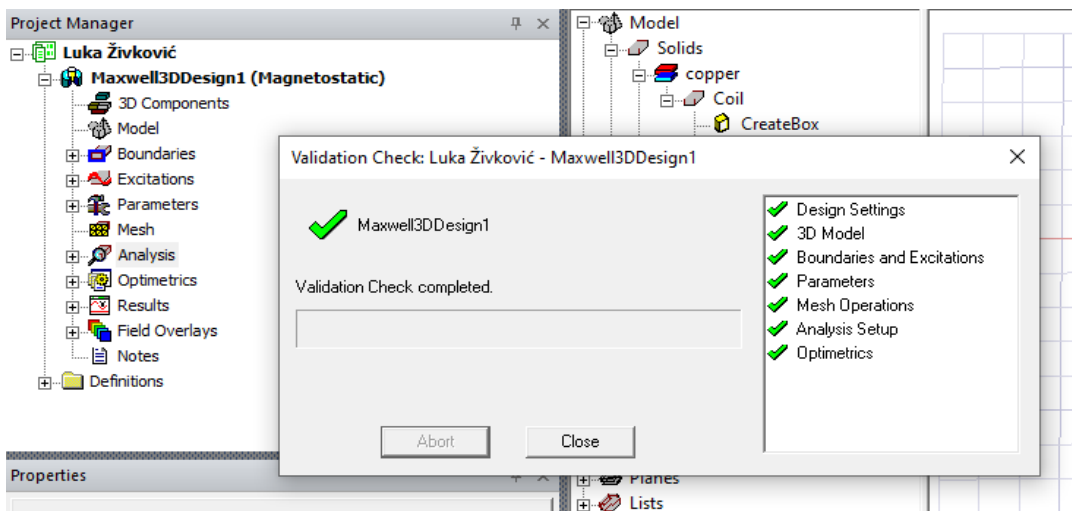 Project Manager
Luka Živković
Maxwell3DDesign1 (Magnetostatic)
3D Components
Model
Boundaries
Excitations
Parameters
Mesh
Analysis
Optimetrics
Results
Field Overlays
Notes
Definitions
Properties
Model
Solids
copper
Coil
CreateBox
Validation Check: Luka Živković - Maxwell3DDesign1
Maxwell3DDesign1
Validation Check completed.
Abort
Close
Design Settings
3D Model
Boundaries and Excitations
Parameters
Mesh Operations
Analysis Setup
Optimetrics
Planes
Lists